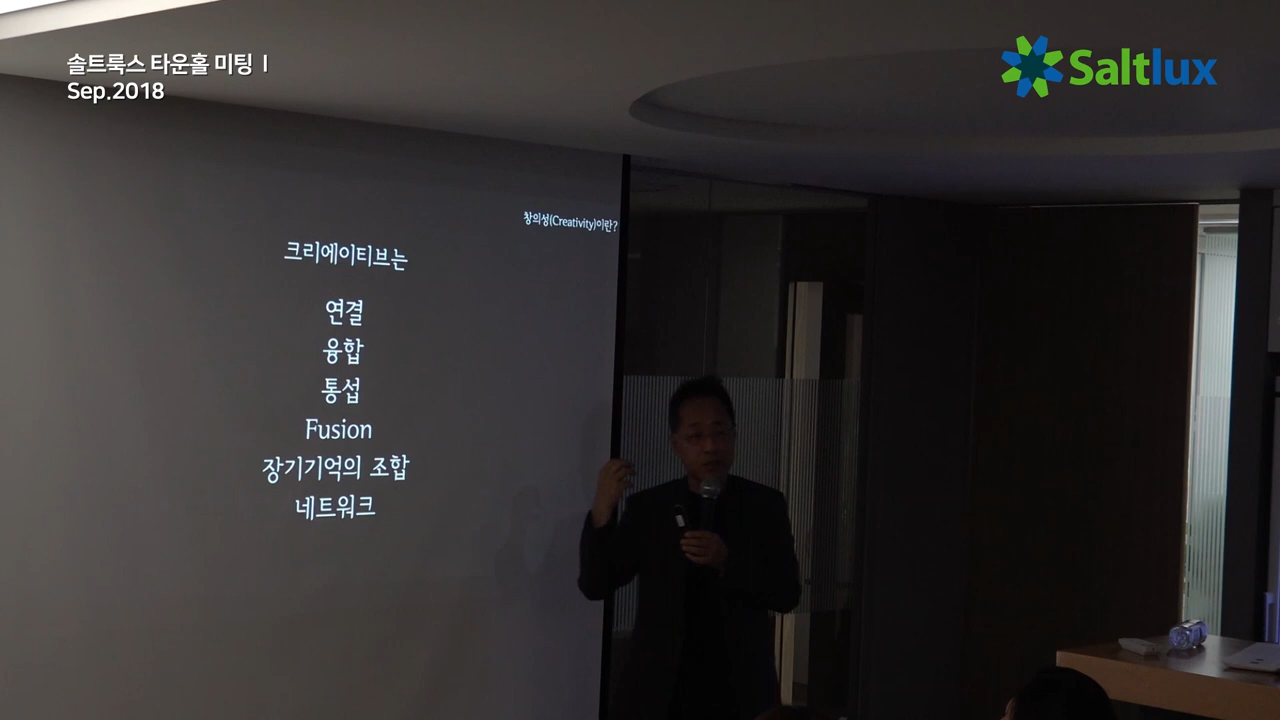 솔트룩스 타운홀 미팅 I
Sep.2018
Saltlux
창의성(Creativity)이란?
크리에이티브는
연결
융합
통섭
Fusion
장기기억의 조합
네트워크